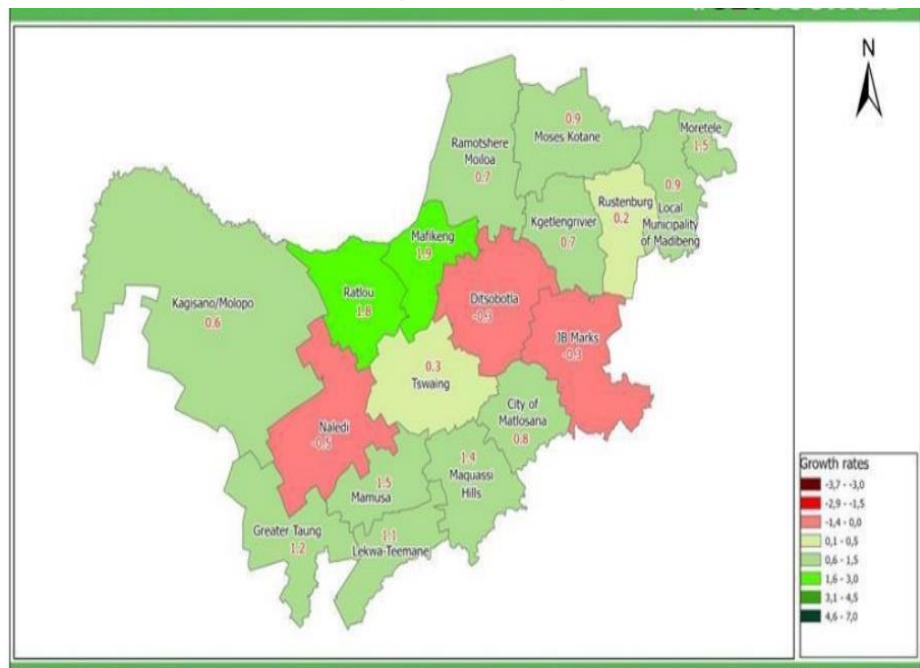 N
Ramotshere
Moiloa
0.7
0.9
Moses Kotane
Moretele
1.5
Kgetlengrivier
0.7
Rustenburg
0.2
0.9
Local
Municipality
of Madibeng
Mafikeng
1.9
Ratlou
1.8
Kagisano/Molopo
0.6
Ditsobotla
JB Marks
-0.3
0.3
Tswaing
Naledi
-0.5
City of
Matlosana
0.8
1.5
Mamusa
1.4
Maquassi
Hills
Greater Taung
1.2
1.1
Lekwa-Teemane
Growth rates
-3,7 - -3,0
-2,9 - -1,5
-1,4 - 0,0
0,1 - 0,5
0,6 - 1,5
1,6 - 3,0
3,1 - 4,5
4,6 - 7,0